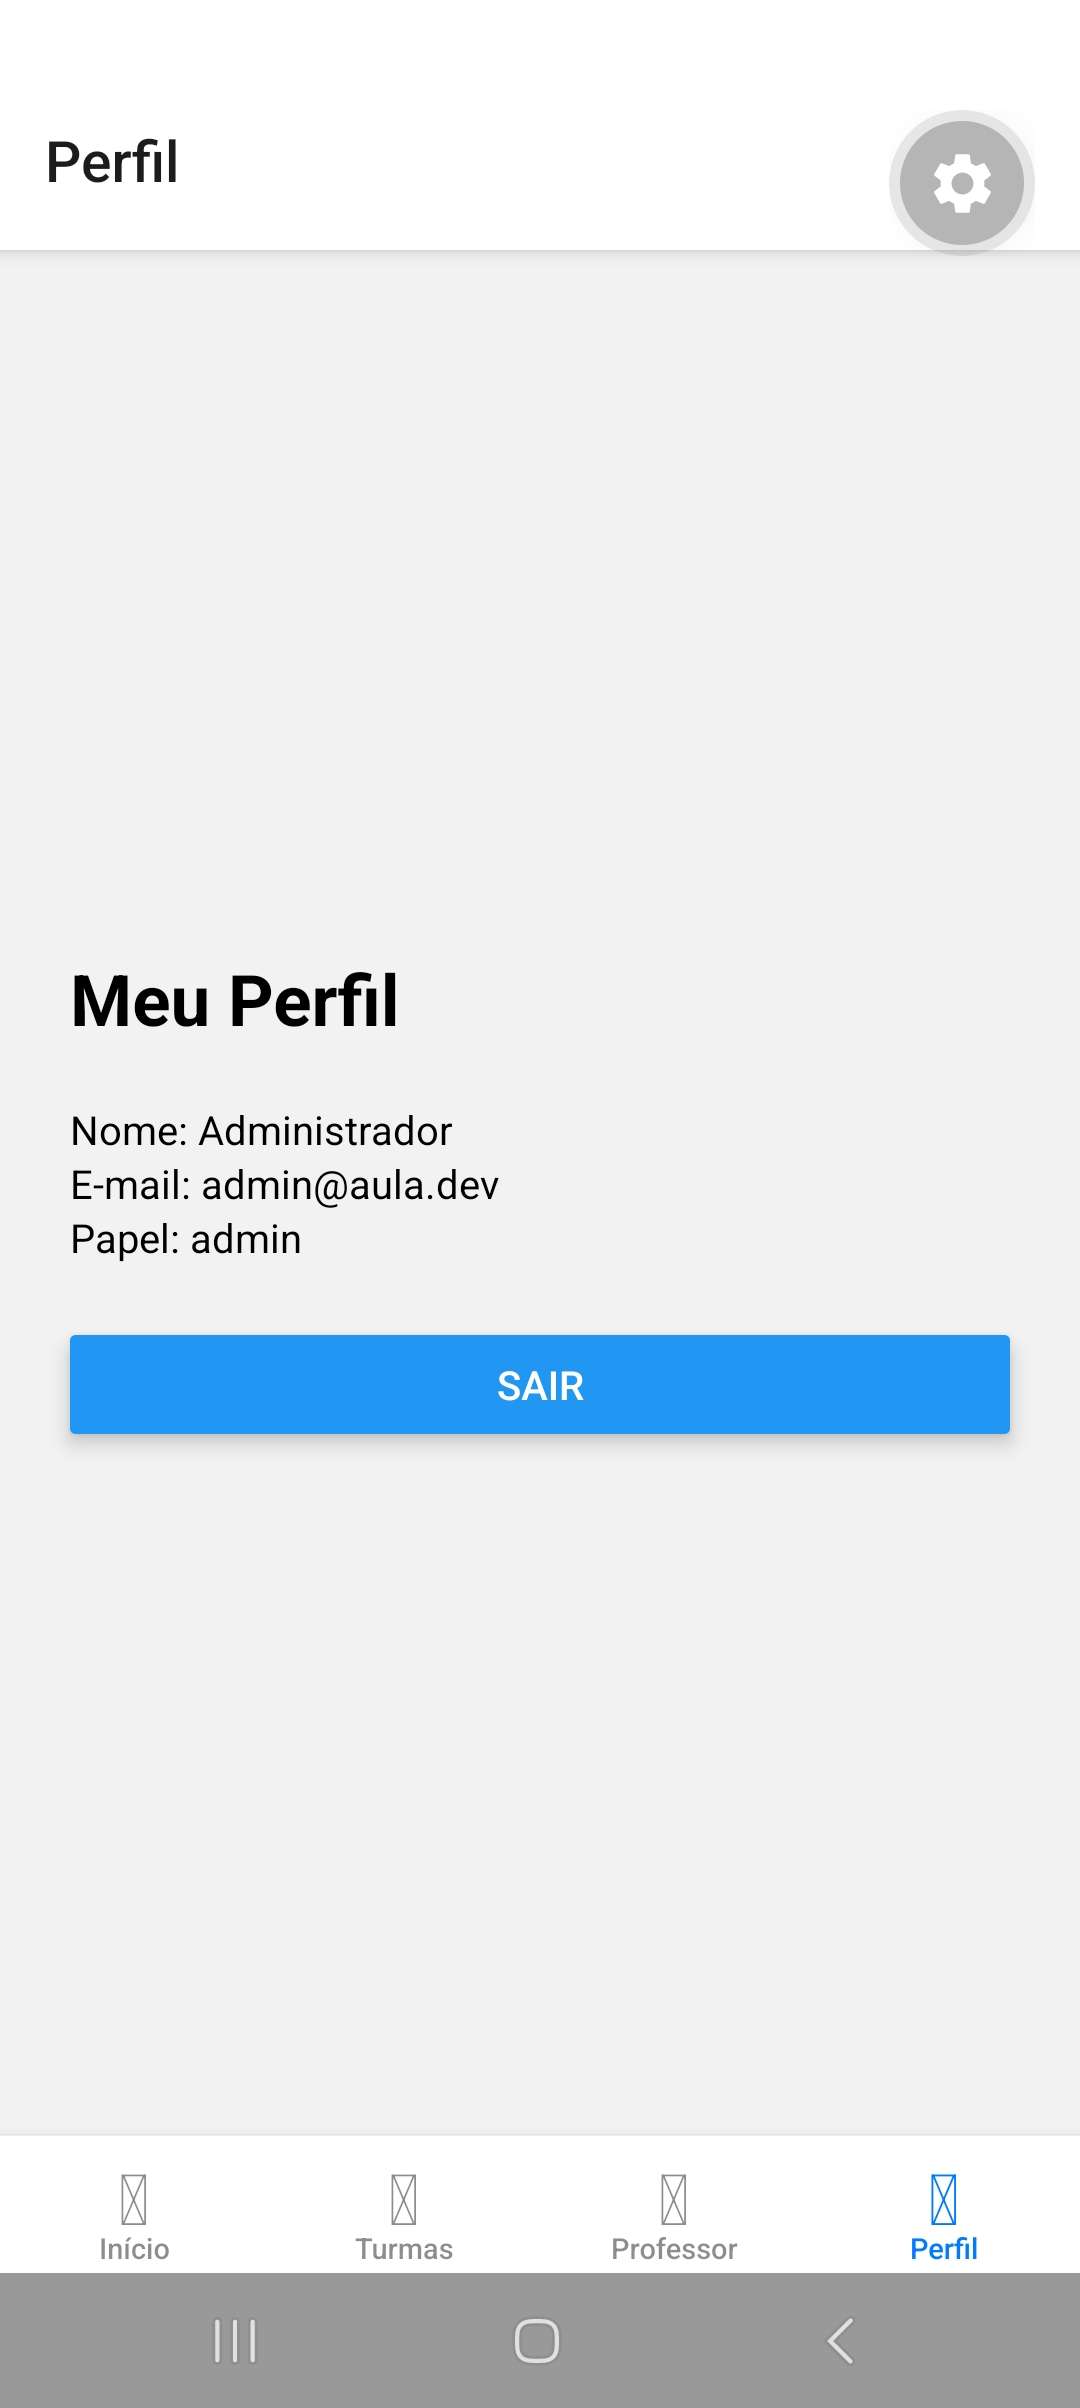 Perfil
Meu Perfil
Nome: Administrador
E-mail: admin@aula.dev
Papel: admin
SAIR
Início
Turmas
Professor
Perfil